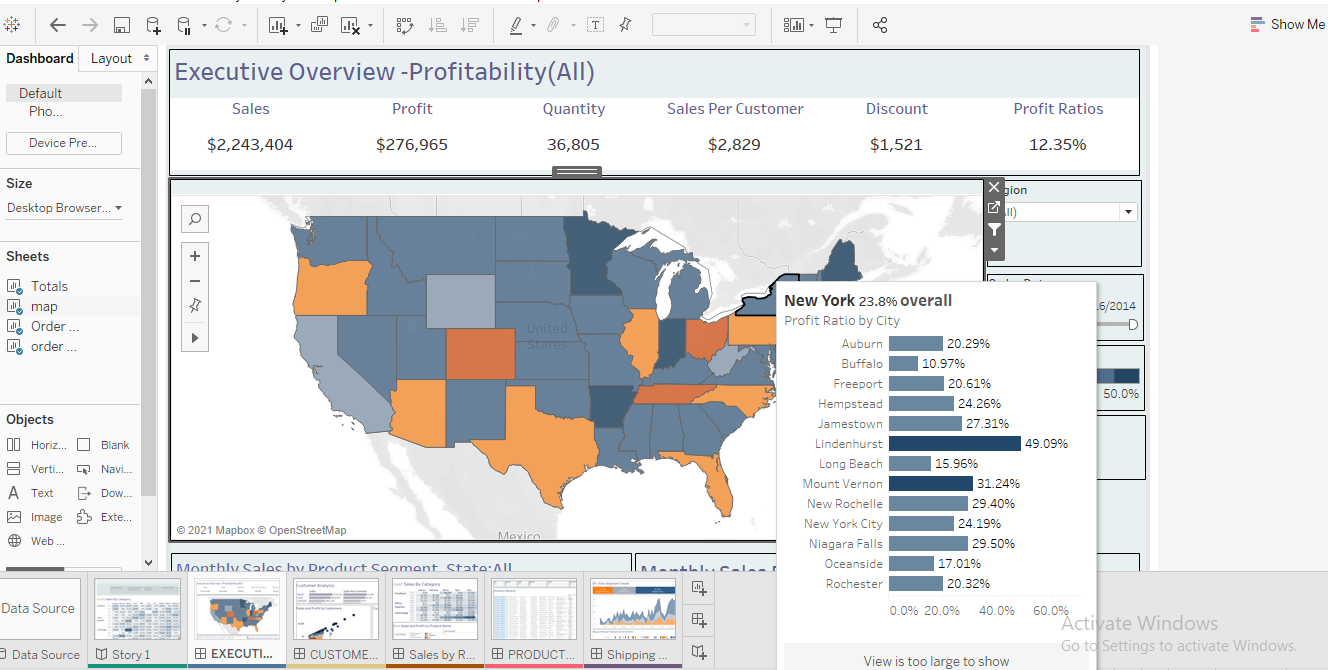 Show Me
Dashboard Layout
Default
Pho...
Device Pre...
Size
Desktop Browser...
Sheets
Totals
map
Order ...
order ...
Objects
Horiz... Blank
Verti... Navi...
Text Dow...
Image Exte...
Web ...
Executive Overview -Profitability(All)
Sales Profit Quantity Sales Per Customer Discount Profit Ratios
$2,243,404 $276,965 36,805 $2,829 $1,521 12.35%
United
States
Mexico
© 2021 Mapbox © OpenStreetMap
gion
6/2014
50.0%
New York 23.8% overall
Profit Ratio by City
Auburn 20.29%
Buffalo 10.97%
Freeport 20.61%
Hempstead 24.26%
Jamestown 27.31%
Lindenhurst 49.09%
Long Beach 15.96%
Mount Vernon 31.24%
New Rochelle 29.40%
New York City 24.19%
Niagara Falls 29.50%
Oceanside 17.01%
Rochester 20.32%
0.0% 20.0% 40.0% 60.0%
View is too large to show
Monthly Sales by Product Segment State:All
Monthly Sales
Data Source
Data Source Story 1 EXECUTI... CUSTOME... Sales by R... PRODUCT... Shipping ...
Activate Windows
Go to Settings to activate Windows.